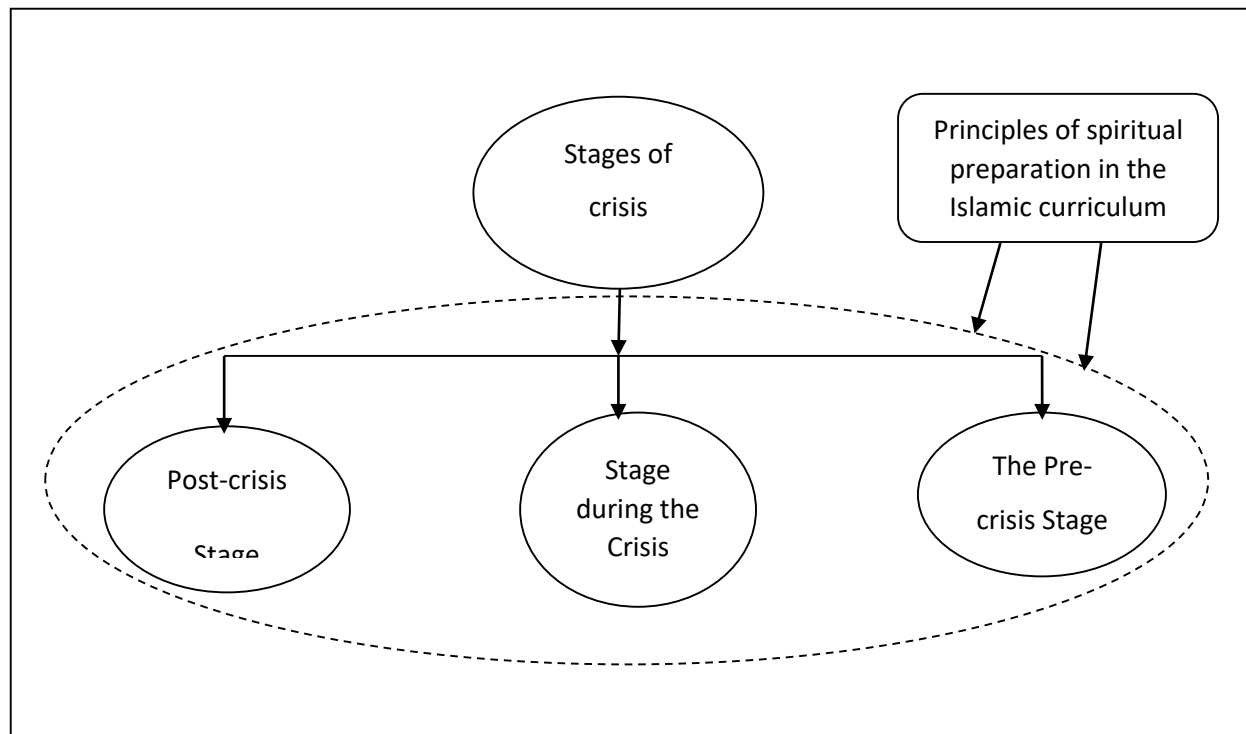 Stages of
crisis
Principles of spiritual
preparation in the
Islamic curriculum
Post-crisis
Stage
Stage
during the
Crisis
The Pre-
crisis Stage